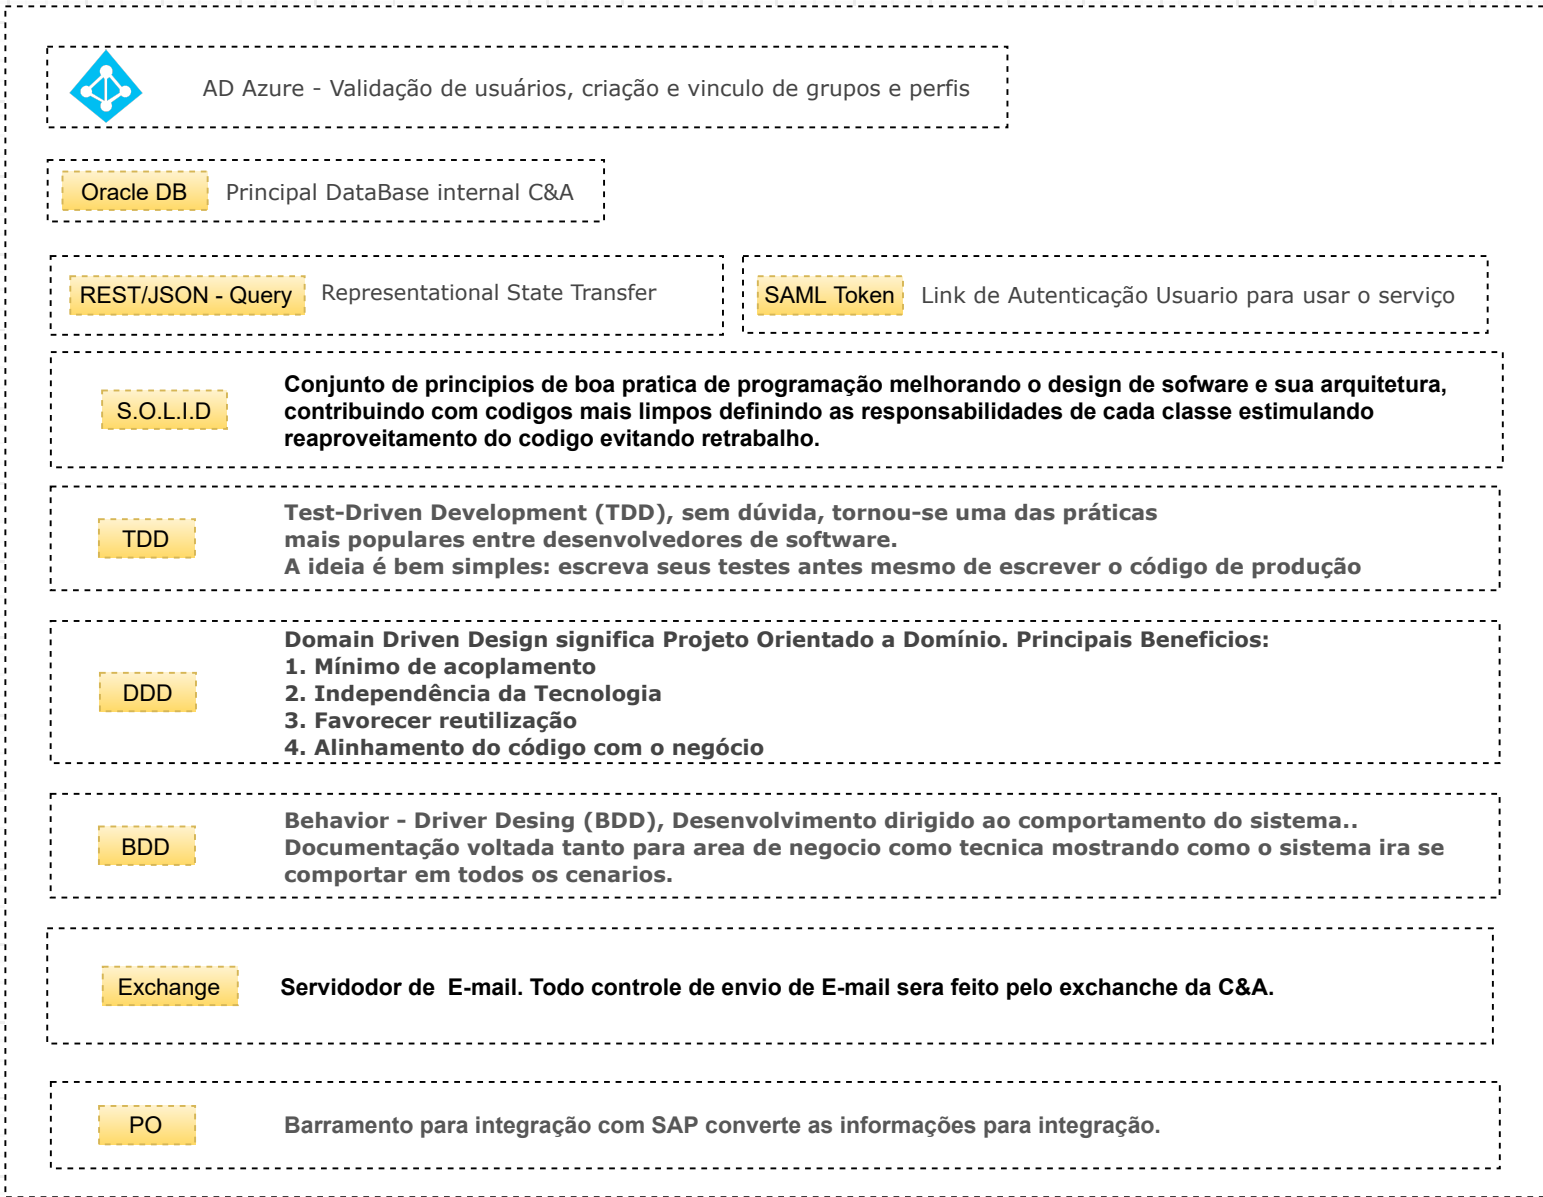 AD Azure - Validação de usuários, criação e vinculo de grupos e perfis
Oracle DB
Principal DataBase internal C&A
REST/JSON - Query
Representational State Transfer
SAML Token
Link de Autenticação Usuario para usar o serviço
S.O.L.I.D
Conjunto de principios de boa pratica de programação melhorando o design de sofware e sua arquitetura,
contribuindo com codigos mais limpos definindo as responsabilidades de cada classe estimulando
reaproveitamento do codigo evitando retrabalho.
TDD
Test-Driven Development (TDD), sem dúvida, tornou-se uma das práticas
mais populares entre desenvolvedores de software.
A ideia é bem simples: escreva seus testes antes mesmo de escrever o código de produção
DDD
Domain Driven Design significa Projeto Orientado a Domínio. Principais Beneficios:
1. Mínimo de acoplamento
2. Independência da Tecnologia
3. Favorecer reutilização
4. Alinhamento do código com o negócio
BDD
Behavior - Driver Desing (BDD), Desenvolvimento dirigido ao comportamento do sistema..
Documentação voltada tanto para area de negocio como tecnica mostrando como o sistema ira se
comportar em todos os cenarios.
Exchange
Servidodor de  E-mail. Todo controle de envio de E-mail sera feito pelo exchanche da C&A.
PO
Barramento para integração com SAP converte as informações para integração.